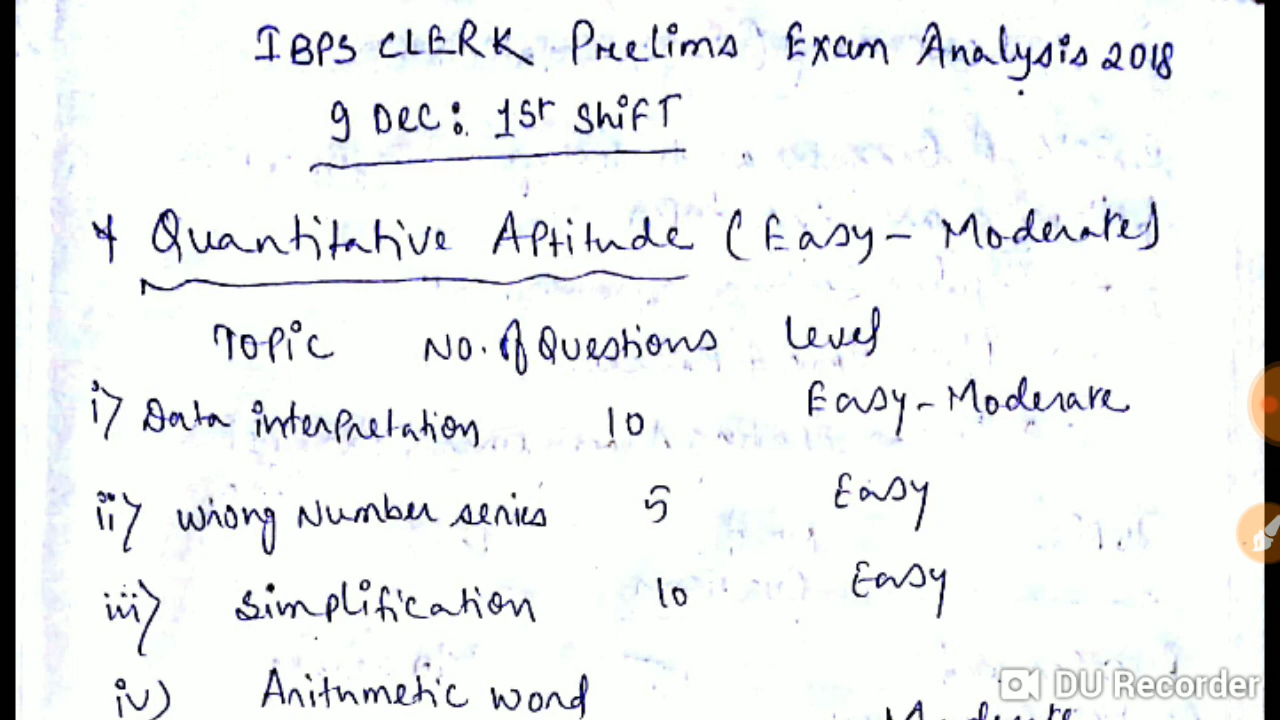 IBPS CLERK Prelims Exam Analysis 2018
9 Dec: 1st Shift
* Quantitative Aptitude (Easy - Moderate)
Topic No. of Questions level
i) Data interpretation 10 Easy - Moderate
ii) Wrong Number series 5 Easy
iii) Simplification 10 Easy
iv) Arithmetic word Moderate
DU Recorder